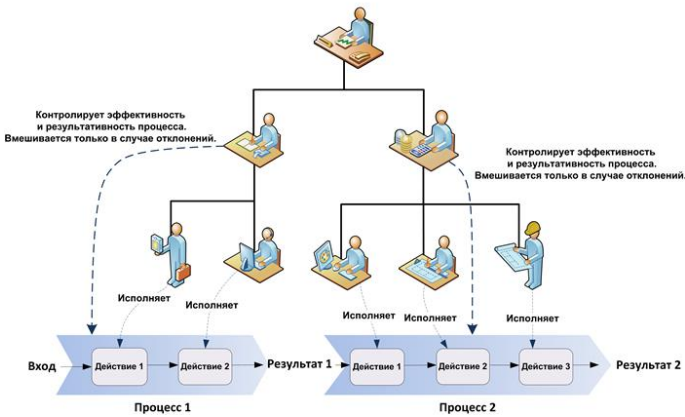 Контролирует эффективность
и результативность процесса.
Вмешивается только в случае отклонений.
Контролирует эффективность
и результативность процесса.
Вмешивается только в случае отклонений.
Исполняет
Исполняет
Исполняет
Исполняет
Исполняет
Вход
Действие 1
Действие 2
Результат 1
Действие 1
Действие 2
Действие 3
Результат 2
Процесс 1
Процесс 2